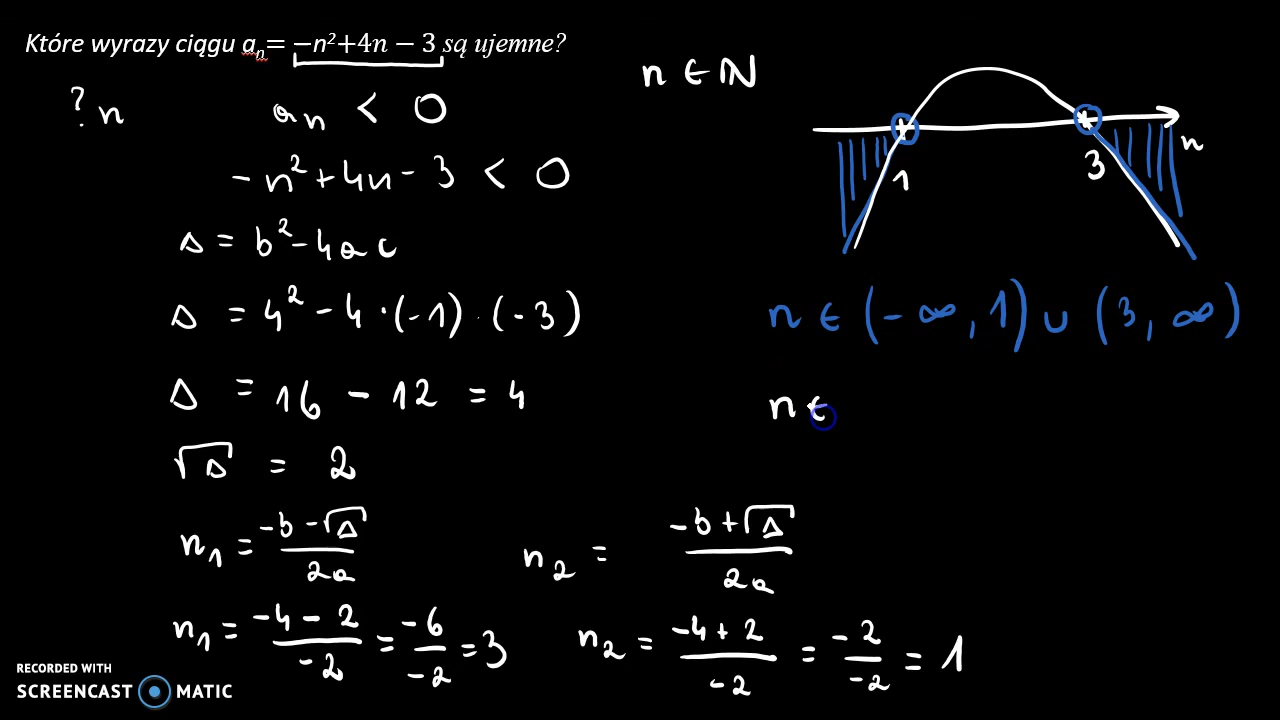 Które wyrazy ciągu aₙ= −n²+4n − 3 są ujemne?
n ∈ ℕ
? n
aₙ < 0
-n² + 4n - 3 < 0
Δ = b² - 4ac
Δ = 4² - 4 · (-1) · (-3)
Δ = 16 - 12 = 4
√Δ = 2
n₁ = (-b - √Δ) / 2a
n₂ = (-b + √Δ) / 2a
n₁ = (-4 - 2) / -2 = -6 / -2 = 3
n₂ = (-4 + 2) / -2 = -2 / -2 = 1
1 3 n
n ∈ (-∞, 1) ∪ (3, ∞)
n ∈
RECORDED WITH
SCREENCAST MATIC